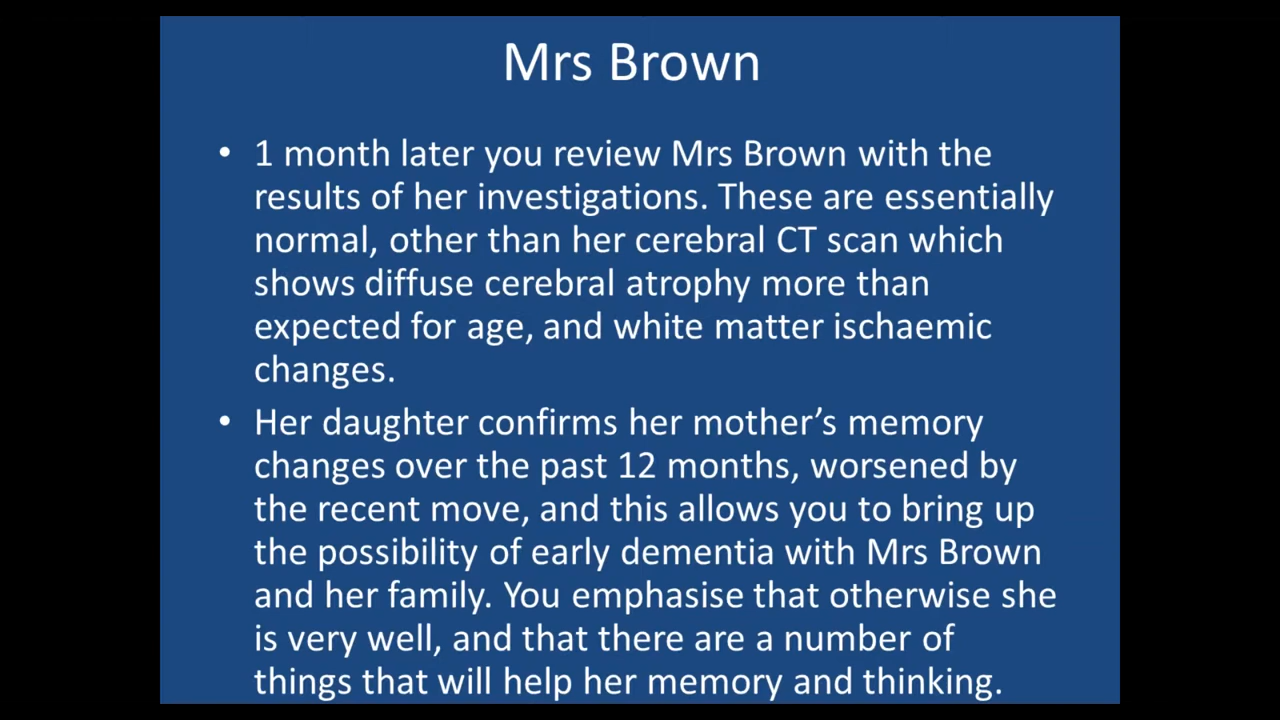 Mrs Brown
• 1 month later you review Mrs Brown with the
results of her investigations. These are essentially
normal, other than her cerebral CT scan which
shows diffuse cerebral atrophy more than
expected for age, and white matter ischaemic
changes.
• Her daughter confirms her mother’s memory
changes over the past 12 months, worsened by
the recent move, and this allows you to bring up
the possibility of early dementia with Mrs Brown
and her family. You emphasise that otherwise she
is very well, and that there are a number of
things that will help her memory and thinking.